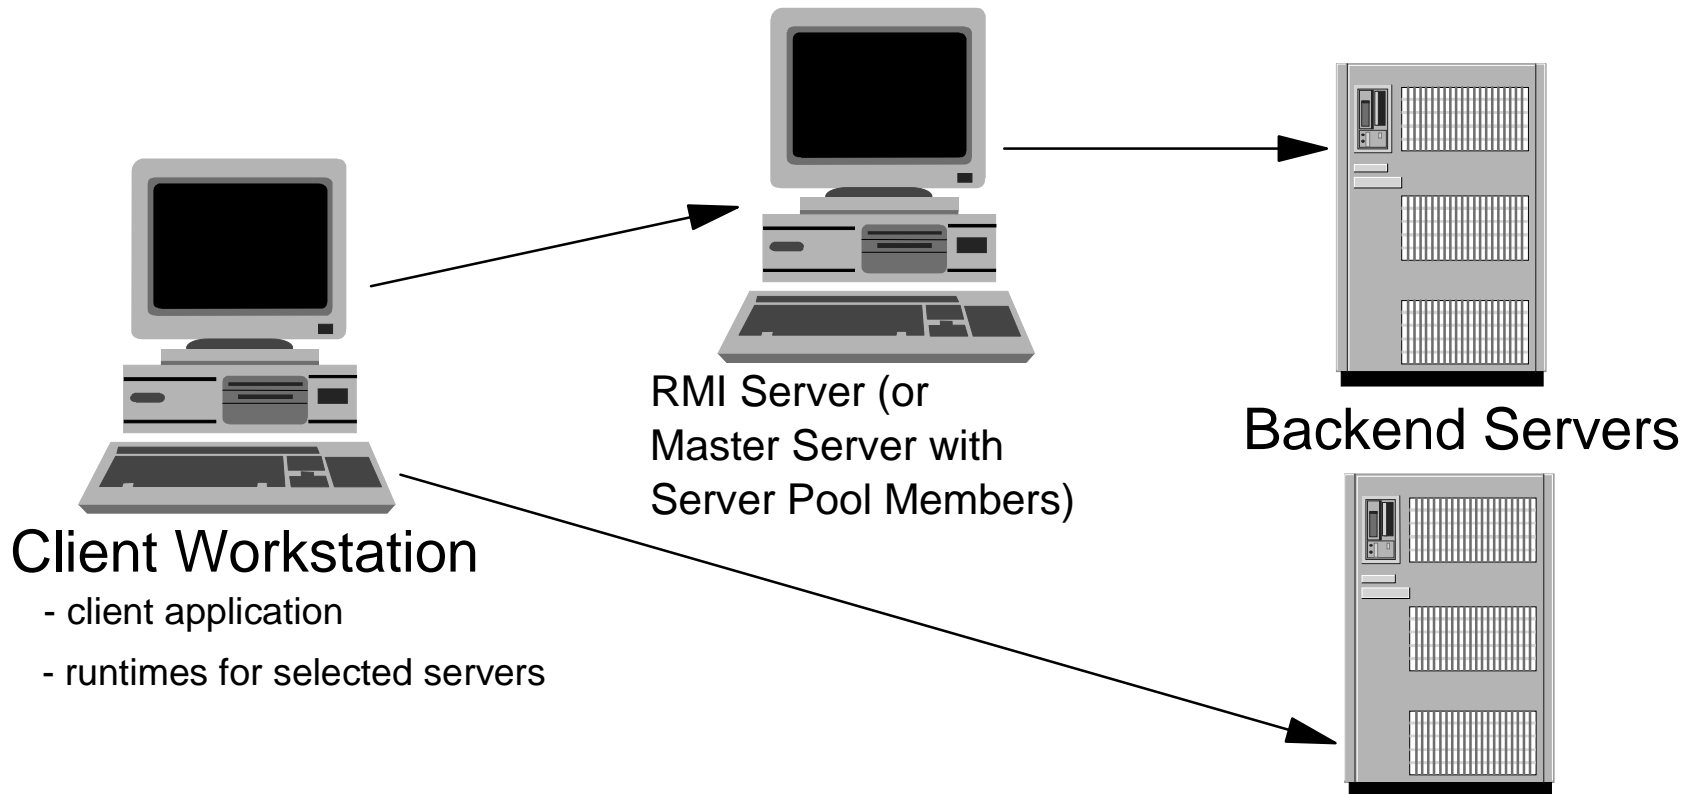 RMI Server (or
Master Server with
Server Pool Members)
Backend Servers
Client Workstation
- client application
- runtimes for selected servers